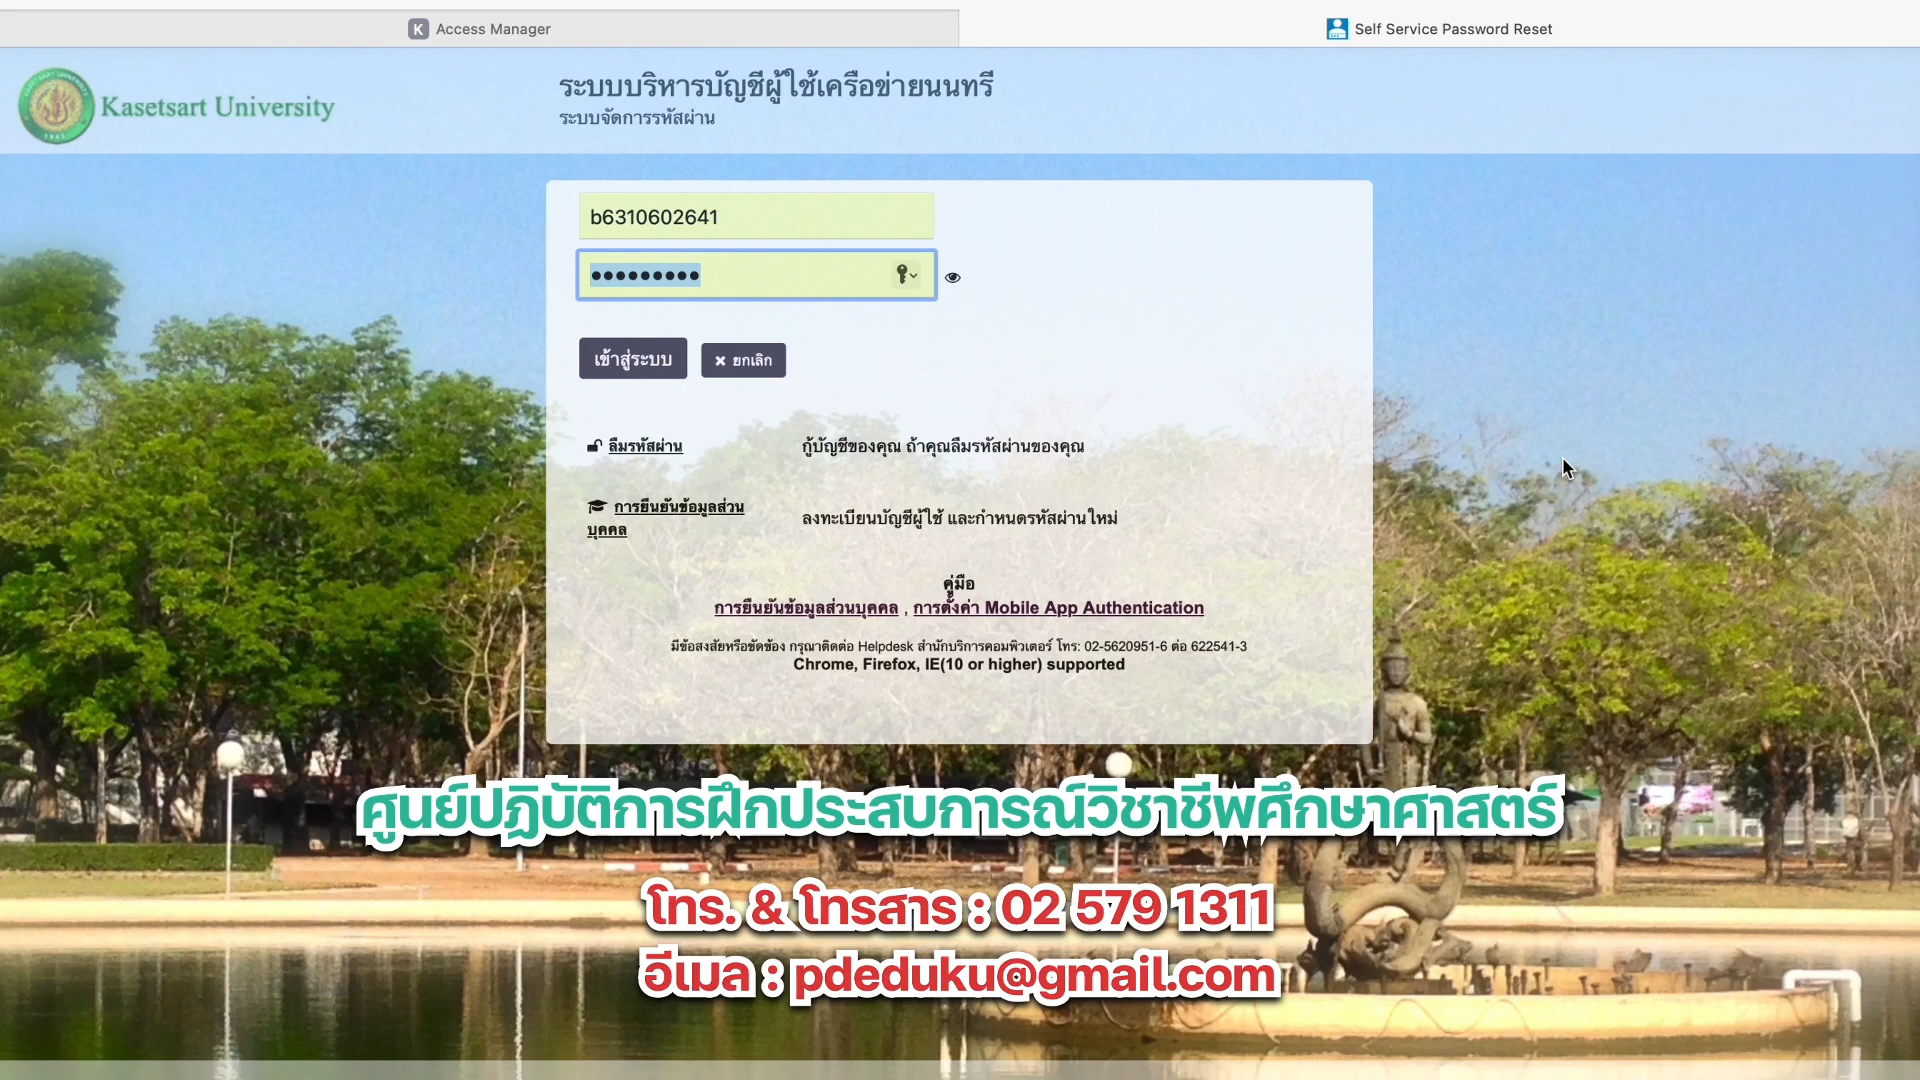 K Access Manager
Self Service Password Reset
Kasetsart University
ระบบบริหารบัญชีผู้ใช้เครือข่ายนนทรี
ระบบจัดการรหัสผ่าน
b6310602641
เข้าสู่ระบบ
ยกเลิก
ลืมรหัสผ่าน
กู้บัญชีของคุณ ถ้าคุณลืมรหัสผ่านของคุณ
การยืนยันข้อมูลส่วน
บุคคล
ลงทะเบียนบัญชีผู้ใช้ และกำหนดรหัสผ่านใหม่
คู่มือ
การยืนยันข้อมูลส่วนบุคคล , การตั้งค่า Mobile App Authentication
มีข้อสงสัยหรือขัดข้อง กรุณาติดต่อ Helpdesk สำนักบริการคอมพิวเตอร์ โทร: 02-5620951-6 ต่อ 622541-3
Chrome, Firefox, IE(10 or higher) supported
ศูนย์ปฏิบัติการฝึกประสบการณ์วิชาชีพศึกษาศาสตร์
โทร. & โทรสาร : 02 579 1311
อีเมล : pdeduku@gmail.com